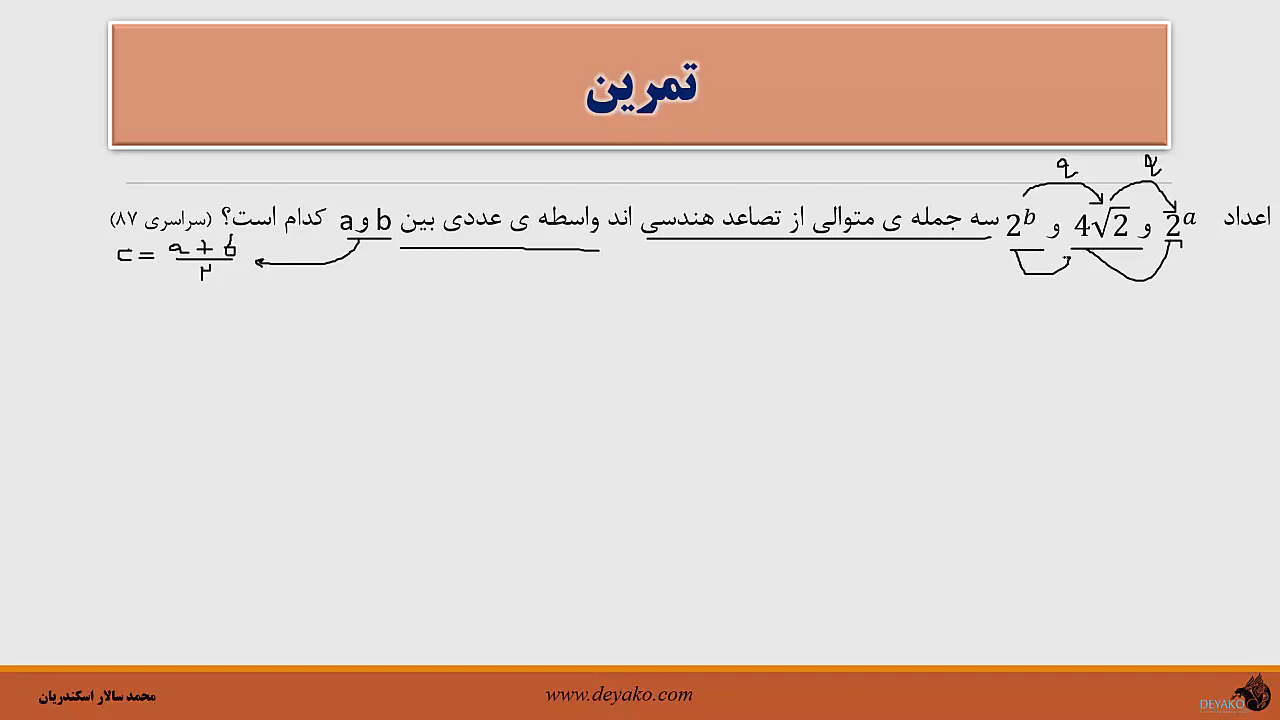 تمرین
q q
اعداد 2^a و 4√2 و 2^b سه جمله ی متوالی از تصاعد هندسی اند واسطه ی عددی بین b و a کدام است؟ (سراسری ۸۷)
c = (a + b) / ۲
محمد سالار اسکندریان
www.deyako.com
DEYAKO